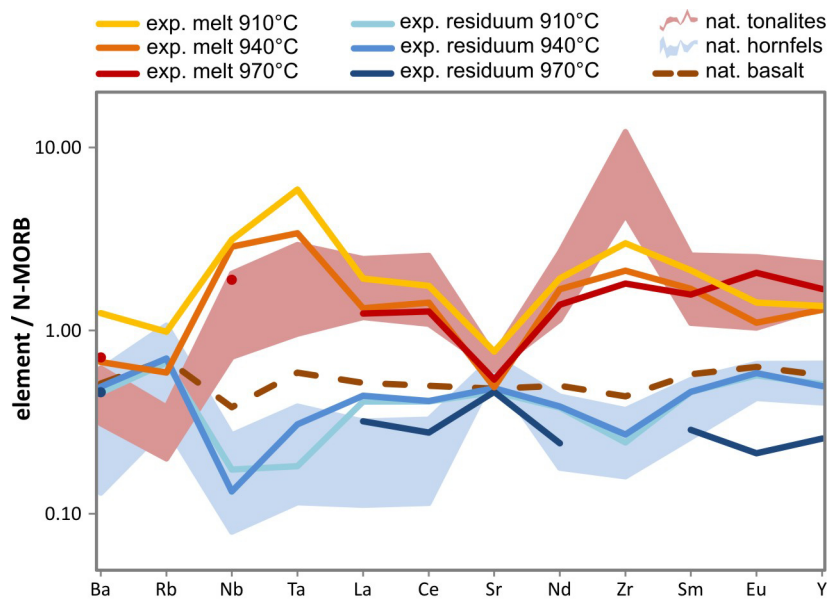 exp. melt 910°C exp. residuum 910°C nat. tonalites
exp. melt 940°C exp. residuum 940°C nat. hornfels
exp. melt 970°C exp. residuum 970°C nat. basalt
element / N-MORB
10.00
1.00
0.10
Ba Rb Nb Ta La Ce Sr Nd Zr Sm Eu Y